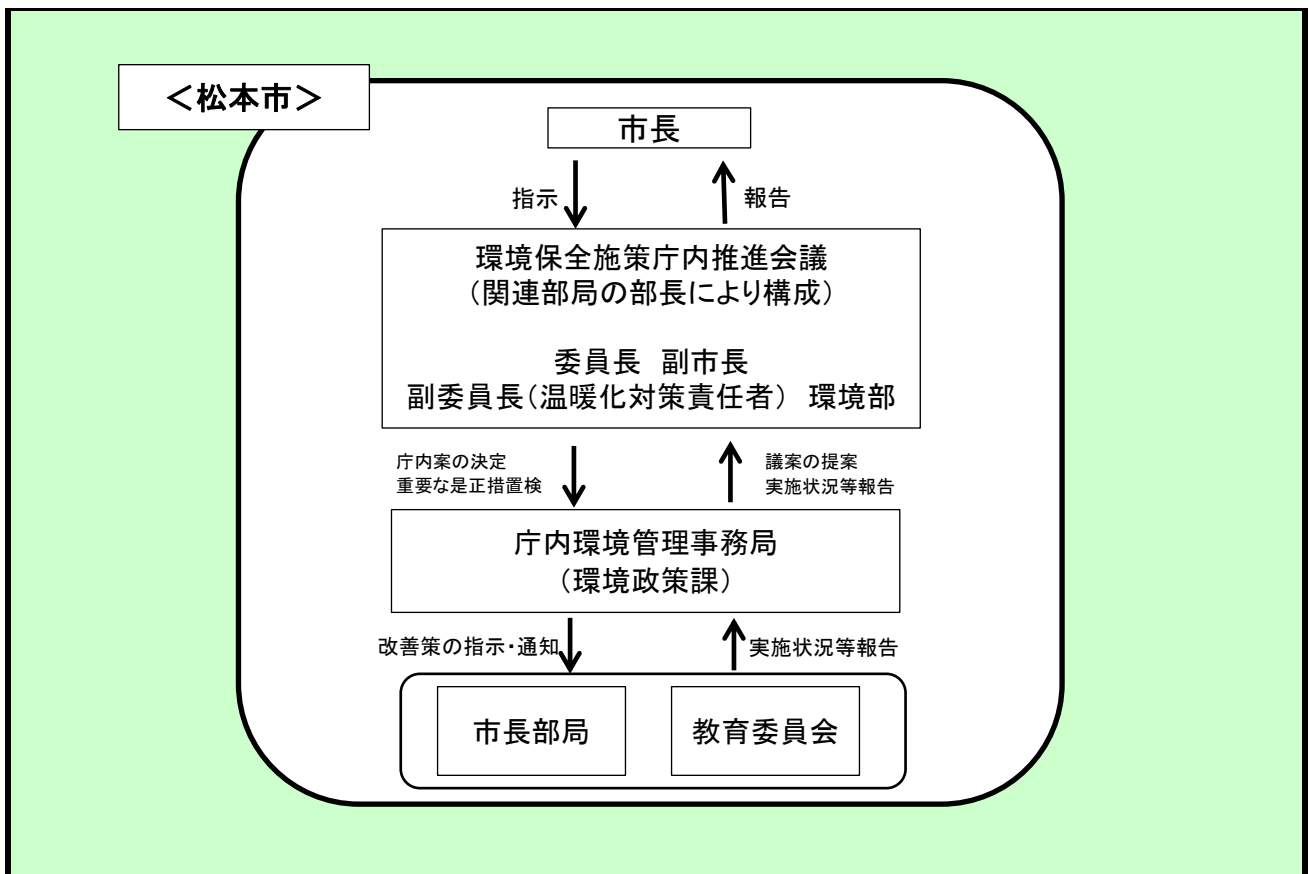 ＜松本市＞
市長
指示
報告
環境保全施策庁内推進会議
（関連部局の部長により構成）
委員長 副市長
副委員長（温暖化対策責任者） 環境部
庁内案の決定
重要な是正措置検
議案の提案
実施状況等報告
庁内環境管理事務局
（環境政策課）
改善策の指示・通知
実施状況等報告
市長部局
教育委員会